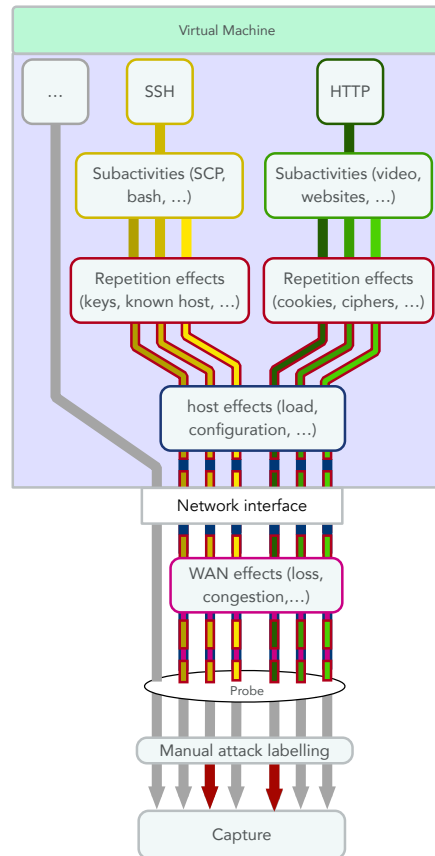 Virtual Machine
...
SSH
HTTP
Subactivities (SCP,
bash, ...)
Subactivities (video,
websites, ...)
Repetition effects
(keys, known host, ...)
Repetition effects
(cookies, ciphers, ...)
host effects (load,
configuration, ...)
Network interface
WAN effects (loss,
congestion,...)
Probe
Manual attack labelling
Capture